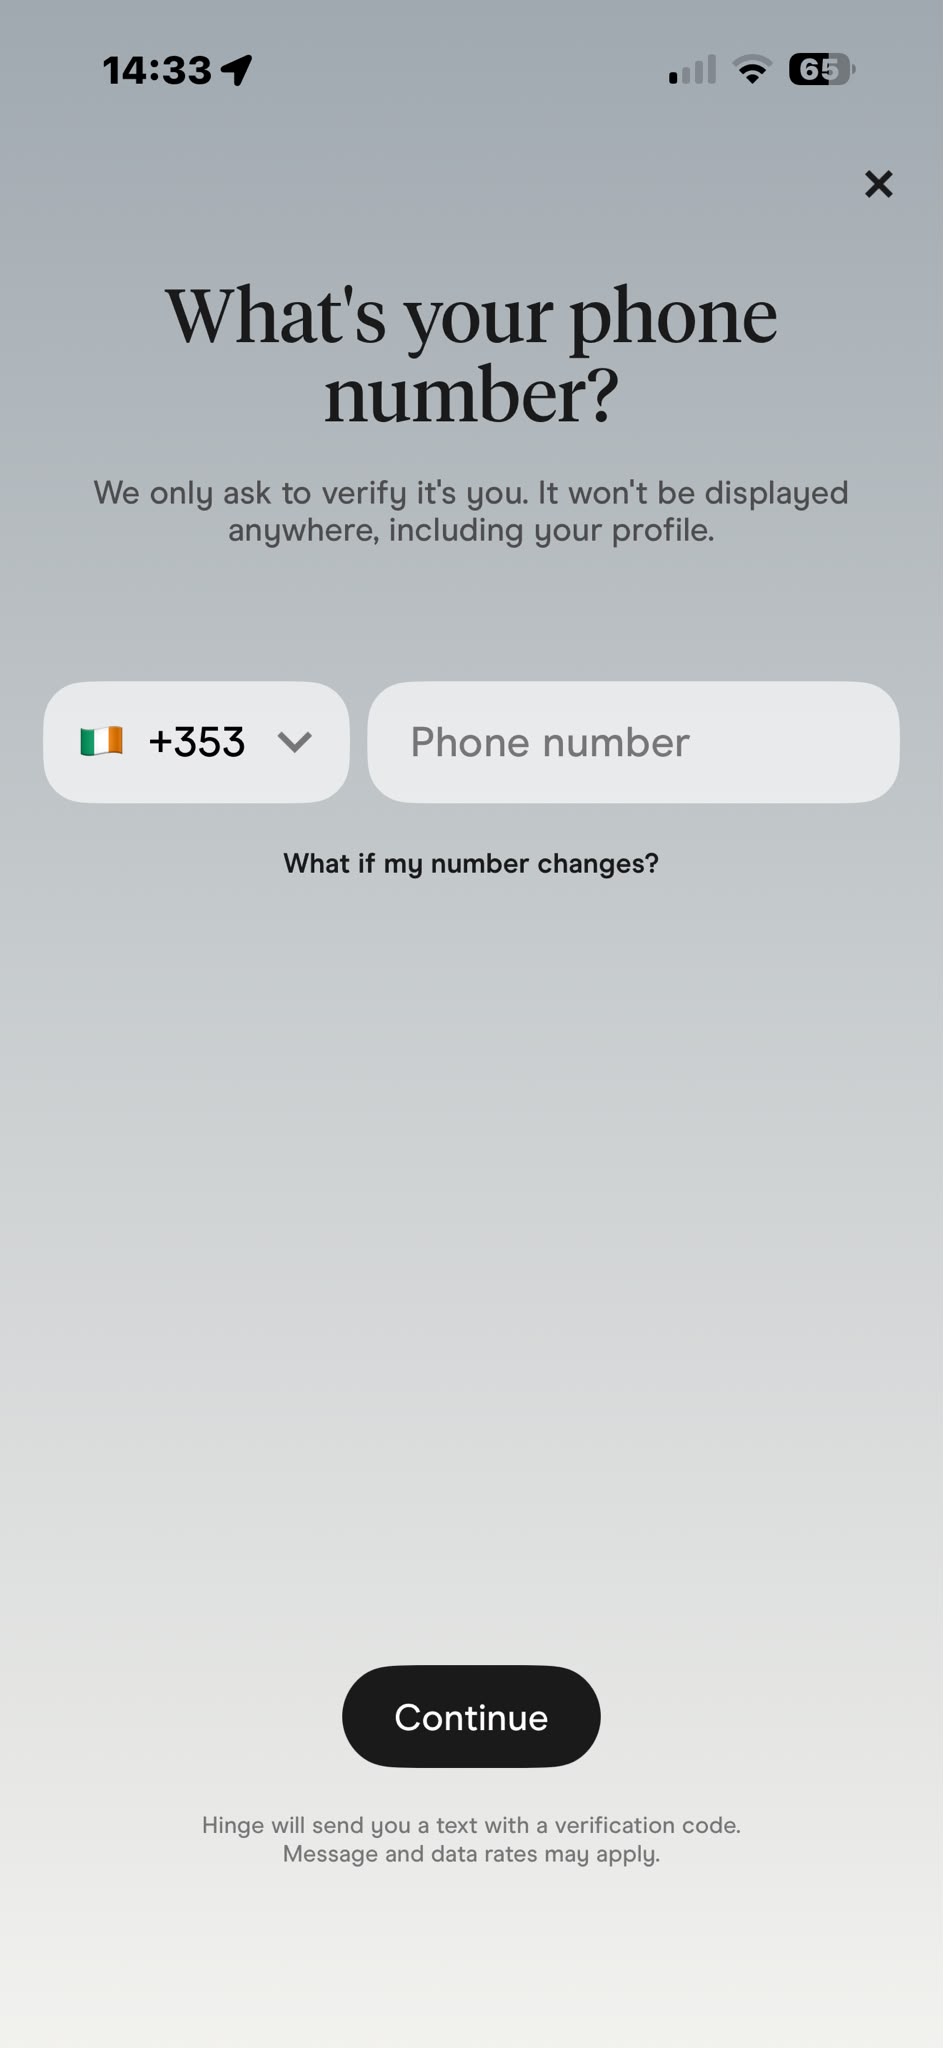 14:33
65
What's your phone
number?
We only ask to verify it's you. It won't be displayed
anywhere, including your profile.
+353
Phone number
What if my number changes?
Continue
Hinge will send you a text with a verification code.
Message and data rates may apply.